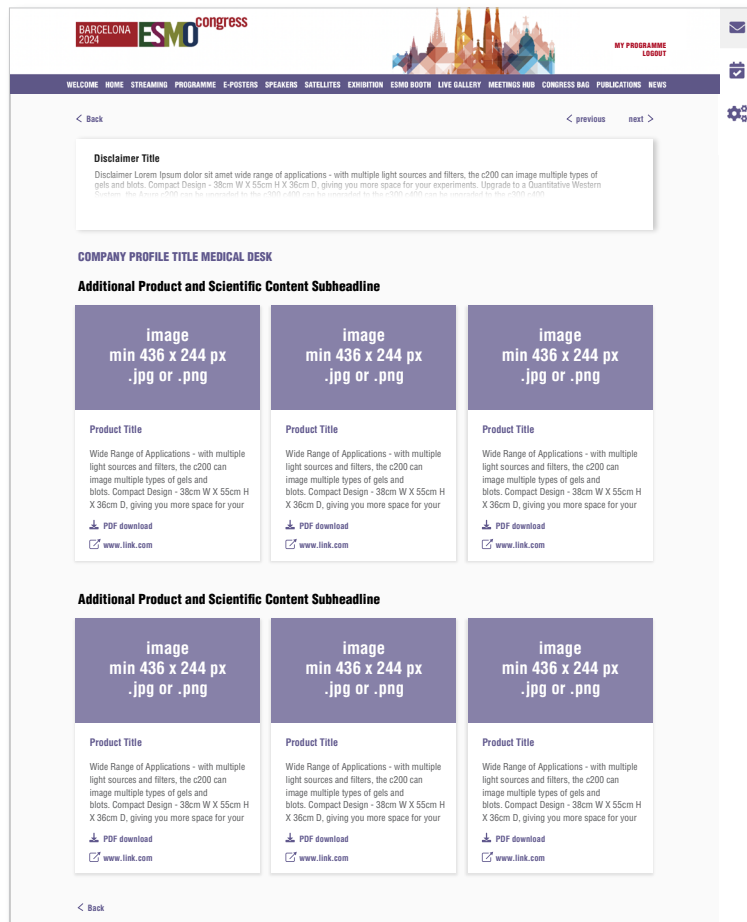 BARCELONA
2024
ESMO congress
MY PROGRAMME
LOGOUT
WELCOME HOME STREAMING PROGRAMME E-POSTERS SPEAKERS SATELLITES EXHIBITION ESMO BOOTH LIVE GALLERY MEETINGS HUB CONGRESS BAG PUBLICATIONS NEWS
< Back
< previous next >
Disclaimer Title
Disclaimer Lorem Ipsum dolor sit amet wide range of applications - with multiple light sources and filters, the c200 can image multiple types of
gels and blots. Compact Design - 38cm W X 55cm H X 36cm D, giving you more space for your experiments. Upgrade to a Quantitative Western
System, the Azure c200 can be upgraded to the c300 c400 can be upgraded to the c300 c400
COMPANY PROFILE TITLE MEDICAL DESK
Additional Product and Scientific Content Subheadline
image
min 436 x 244 px
.jpg or .png
Product Title
Wide Range of Applications - with multiple
light sources and filters, the c200 can
image multiple types of gels and
blots. Compact Design - 38cm W X 55cm H
X 36cm D, giving you more space for your
PDF download
www.link.com
image
min 436 x 244 px
.jpg or .png
Product Title
Wide Range of Applications - with multiple
light sources and filters, the c200 can
image multiple types of gels and
blots. Compact Design - 38cm W X 55cm H
X 36cm D, giving you more space for your
PDF download
www.link.com
image
min 436 x 244 px
.jpg or .png
Product Title
Wide Range of Applications - with multiple
light sources and filters, the c200 can
image multiple types of gels and
blots. Compact Design - 38cm W X 55cm H
X 36cm D, giving you more space for your
PDF download
www.link.com
Additional Product and Scientific Content Subheadline
image
min 436 x 244 px
.jpg or .png
Product Title
Wide Range of Applications - with multiple
light sources and filters, the c200 can
image multiple types of gels and
blots. Compact Design - 38cm W X 55cm H
X 36cm D, giving you more space for your
PDF download
www.link.com
image
min 436 x 244 px
.jpg or .png
Product Title
Wide Range of Applications - with multiple
light sources and filters, the c200 can
image multiple types of gels and
blots. Compact Design - 38cm W X 55cm H
X 36cm D, giving you more space for your
PDF download
www.link.com
image
min 436 x 244 px
.jpg or .png
Product Title
Wide Range of Applications - with multiple
light sources and filters, the c200 can
image multiple types of gels and
blots. Compact Design - 38cm W X 55cm H
X 36cm D, giving you more space for your
PDF download
www.link.com
< Back